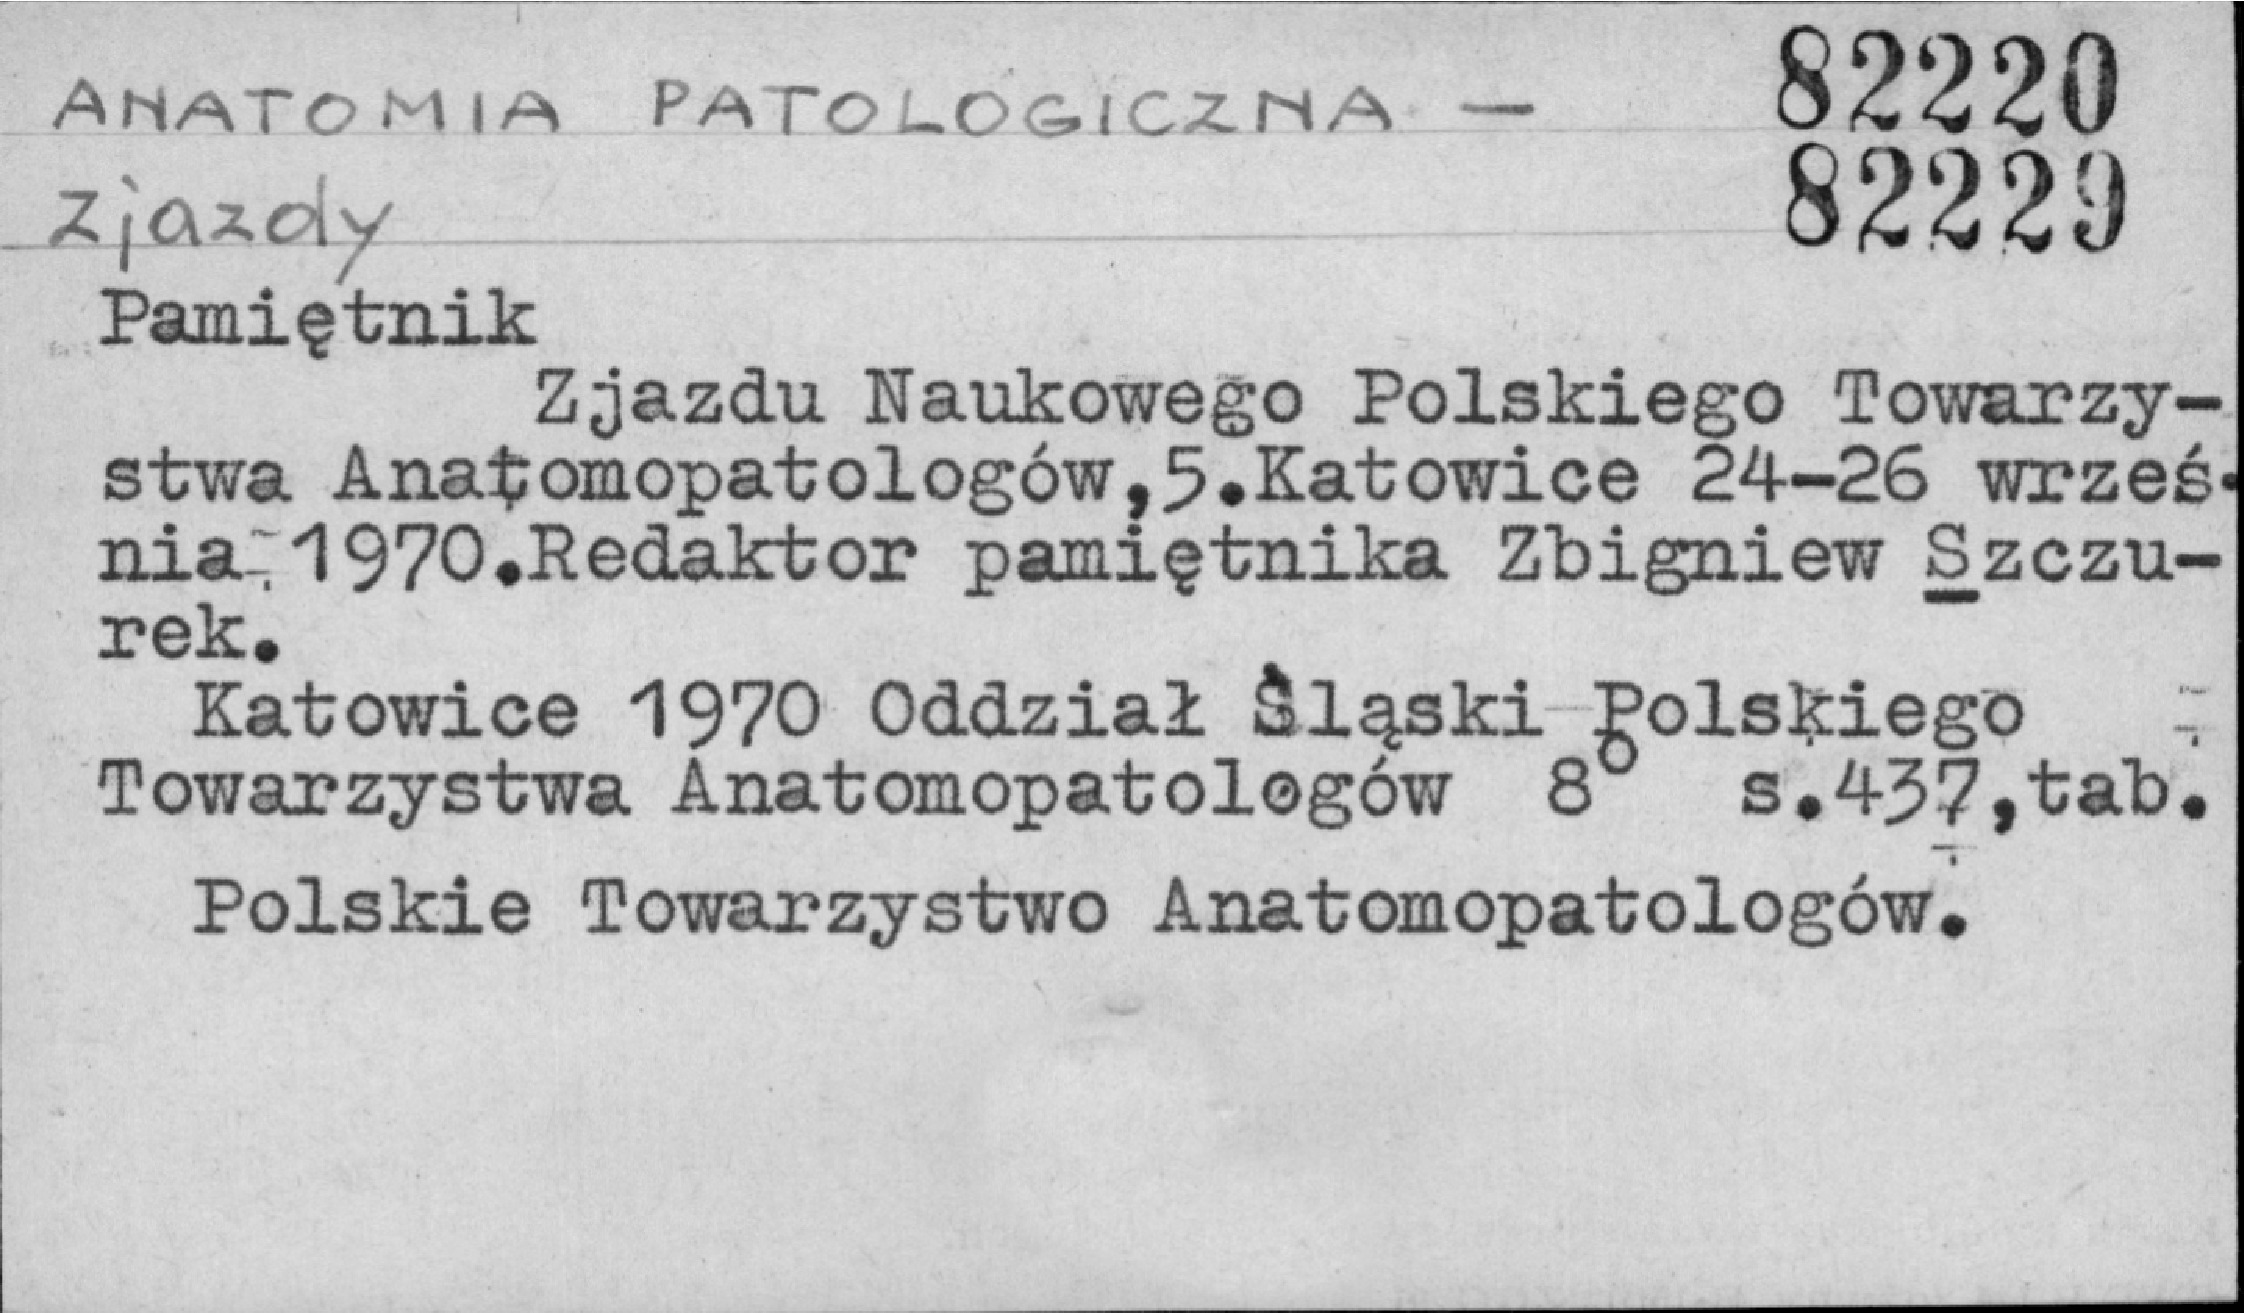 ANATOMIA PATOLOGICZNA — 82220
Zjazdy 82229
Pamiętnik
Zjazdu Naukowego Polskiego Towarzy-
stwa Anatomopatologów,5.Katowice 24-26 wrześ-
nia 1970.Redaktor pamiętnika Zbigniew Szczu-
rek.
Katowice 1970 Oddział Śląski Polskiego
Towarzystwa Anatomopatologów 8° s.437,tab.
Polskie Towarzystwo Anatomopatologów.